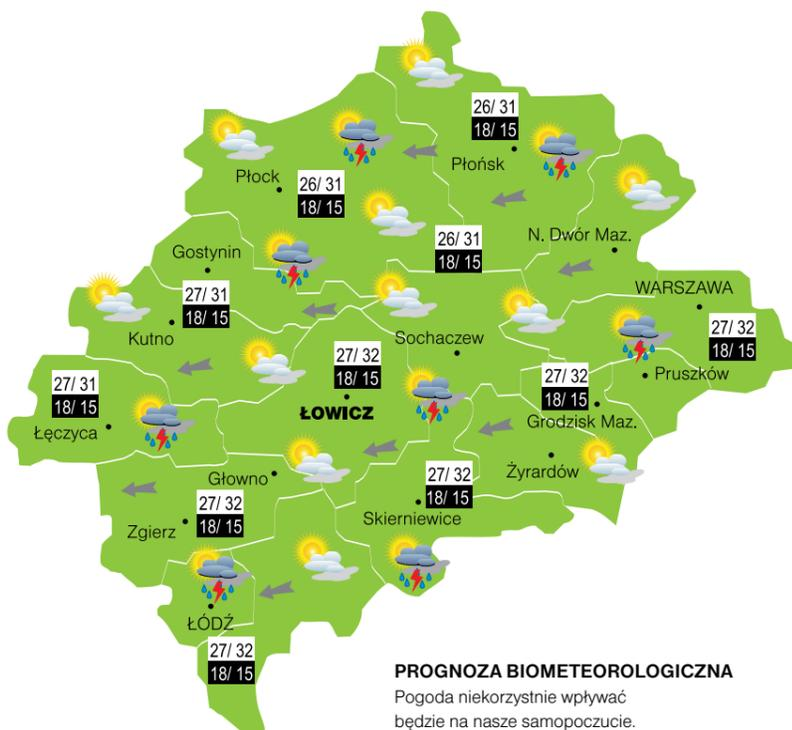 26/ 31
18/ 15
Płońsk
Płock
26/ 31
18/ 15
N. Dwór Maz.
26/ 31
18/ 15
Gostynin
27/ 31
18/ 15
Kutno
WARSZAWA
27/ 32
18/ 15
Sochaczew
27/ 32
18/ 15
ŁOWICZ
Pruszków
27/ 32
18/ 15
Grodzisk Maz.
27/ 31
18/ 15
Łęczyca
Żyrardów
Głowno
27/ 32
18/ 15
Skierniewice
27/ 32
18/ 15
Zgierz
ŁÓDŹ
27/ 32
18/ 15
PROGNOZA BIOMETEOROLOGICZNA
Pogoda niekorzystnie wpływać
będzie na nasze samopoczucie.